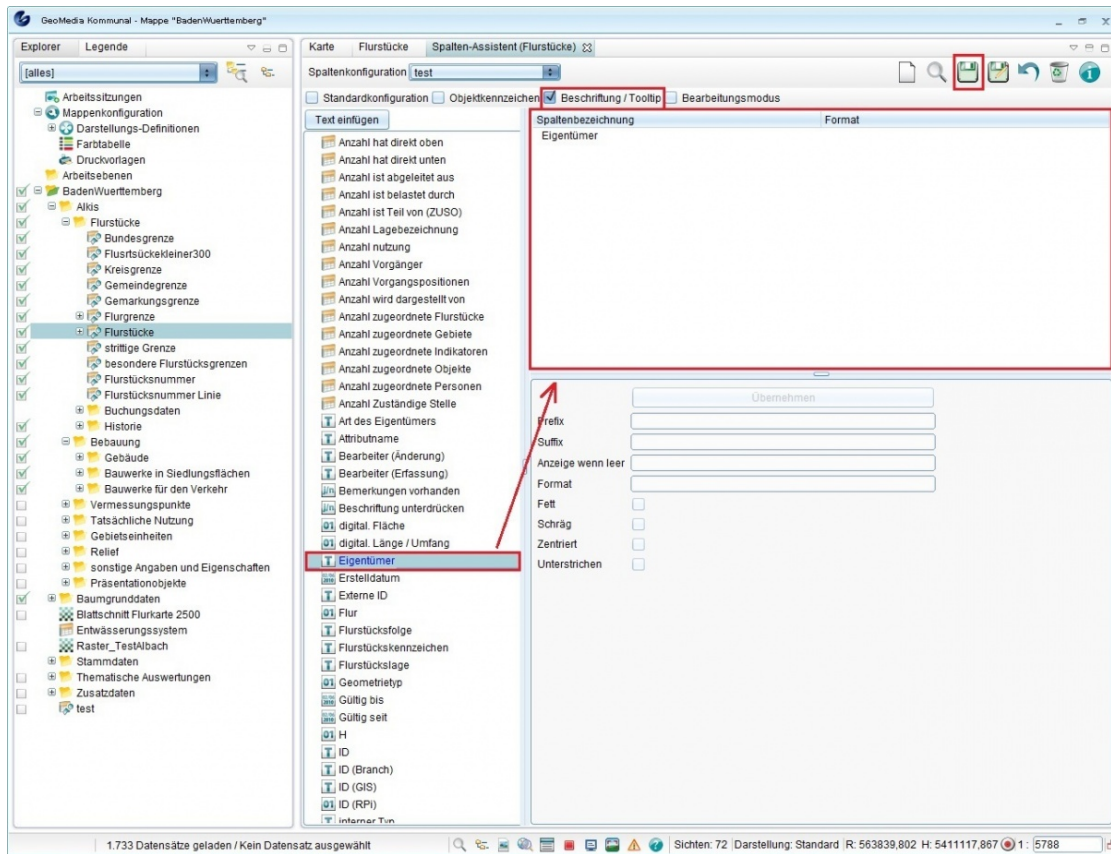 GeoMedia Kommunal - Mappe "BadenWuerttemberg"
Explorer Legende
[alles]
Arbeitssitzungen
Mappenkonfiguration
Darstellungs-Definitionen
Farbtabelle
Druckvorlagen
Arbeitsebenen
BadenWuerttemberg
Alkis
Flurstücke
Bundesgrenze
Flusrtsückekleiner300
Kreisgrenze
Gemeindegrenze
Gemarkungsgrenze
Flurgrenze
Flurstücke
strittige Grenze
besondere Flurstücksgrenzen
Flurstücksnummer
Flurstücksnummer Linie
Buchungsdaten
Historie
Bebauung
Gebäude
Bauwerke in Siedlungsflächen
Bauwerke für den Verkehr
Vermessungspunkte
Tatsächliche Nutzung
Gebietseinheiten
Relief
sonstige Angaben und Eigenschaften
Präsentationobjekte
Baumgrunddaten
Blattschnitt Flurkarte 2500
Entwässerungssystem
Raster_TestAlbach
Stammdaten
Thematische Auswertungen
Zusatzdaten
test
Karte Flurstücke Spalten-Assistent (Flurstücke)
Spaltenkonfiguration test
Standardkonfiguration Objektkennzeichen Beschriftung / Tooltip Bearbeitungsmodus
Text einfügen
Anzahl hat direkt oben
Anzahl hat direkt unten
Anzahl ist abgeleitet aus
Anzahl ist belastet durch
Anzahl ist Teil von (ZUSO)
Anzahl Lagebezeichnung
Anzahl nutzung
Anzahl Vorgänger
Anzahl Vorgangspositionen
Anzahl wird dargestellt von
Anzahl zugeordnete Flurstücke
Anzahl zugeordnete Gebiete
Anzahl zugeordnete Indikatoren
Anzahl zugeordnete Objekte
Anzahl zugeordnete Personen
Anzahl Zuständige Stelle
Art des Eigentümers
Attributname
Bearbeiter (Änderung)
Bearbeiter (Erfassung)
Bemerkungen vorhanden
Beschriftung unterdrücken
digital. Fläche
digital. Länge / Umfang
Eigentümer
Erstelldatum
Externe ID
Flur
Flurstücksfolge
Flurstückskennzeichen
Flurstückslage
Geometrietyp
Gültig bis
Gültig seit
H
ID
ID (Branch)
ID (GIS)
ID (RPi)
interner Typ
Spaltenbezeichnung Format
Eigentümer
Übernehmen
Prefix
Suffix
Anzeige wenn leer
Format
Fett
Schräg
Zentriert
Unterstrichen
1.733 Datensätze geladen / Kein Datensatz ausgewählt
Sichten: 72 Darstellung: Standard R: 563839,802 H: 5411117,867 1 : 5788